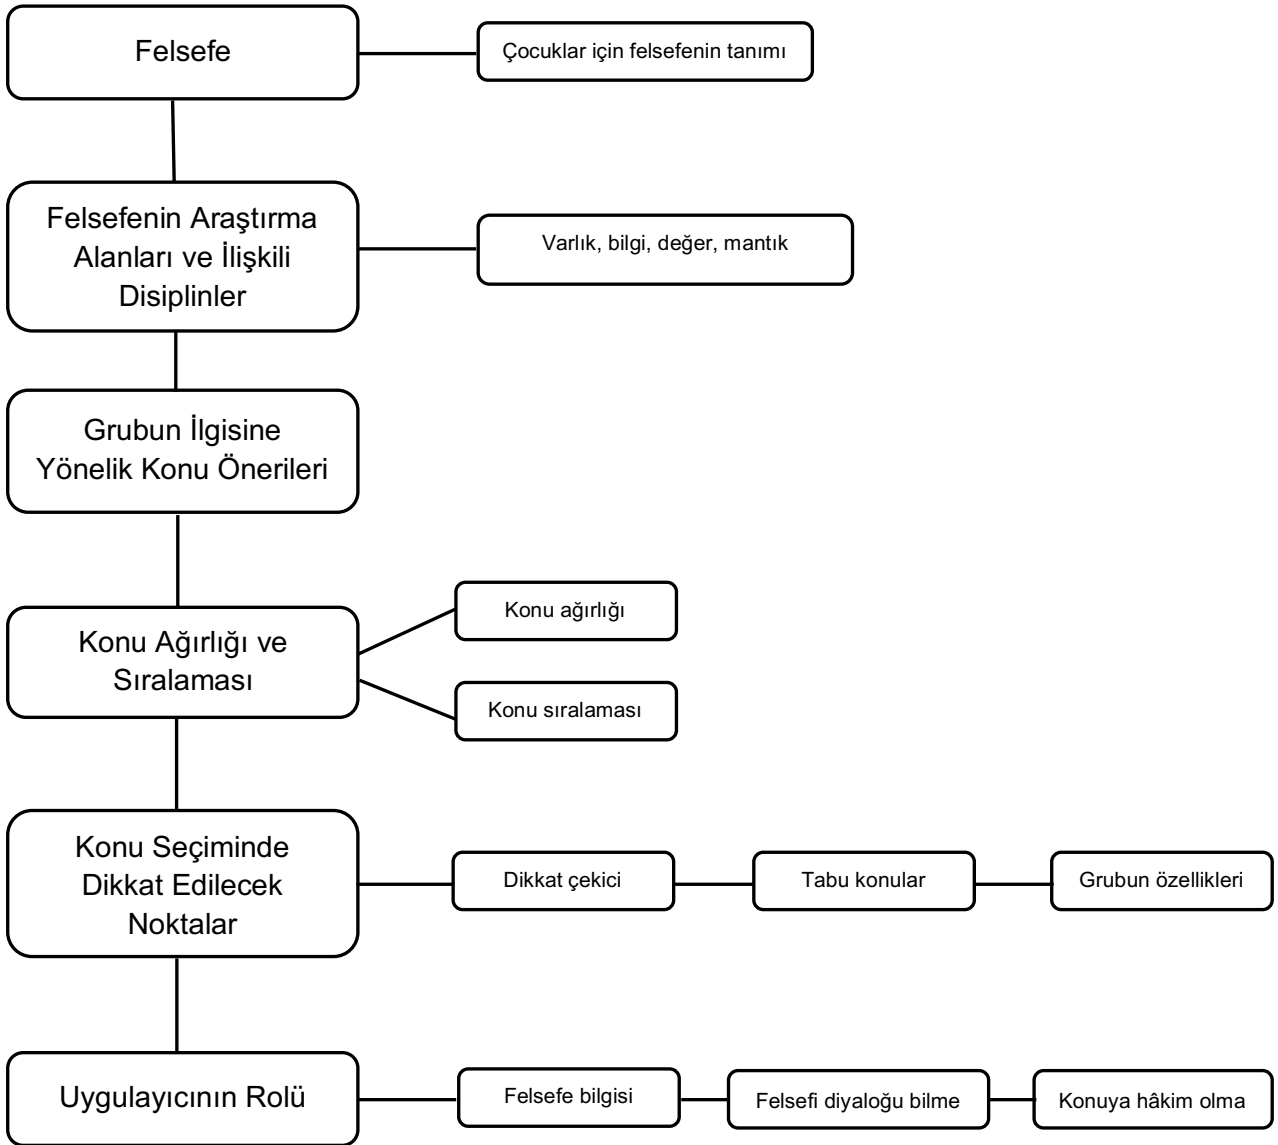 Felsefe
Çocuklar için felsefenin tanımı
Felsefenin Araştırma
Alanları ve İlişkili
Disiplinler
Varlık, bilgi, değer, mantık
Grubun İlgisine
Yönelik Konu Önerileri
Konu Ağırlığı ve
Sıralaması
Konu ağırlığı
Konu sıralaması
Konu Seçiminde
Dikkat Edilecek
Noktalar
Dikkat çekici
Tabu konular
Grubun özellikleri
Uygulayıcının Rolü
Felsefe bilgisi
Felsefi diyaloğu bilme
Konuya hâkim olma